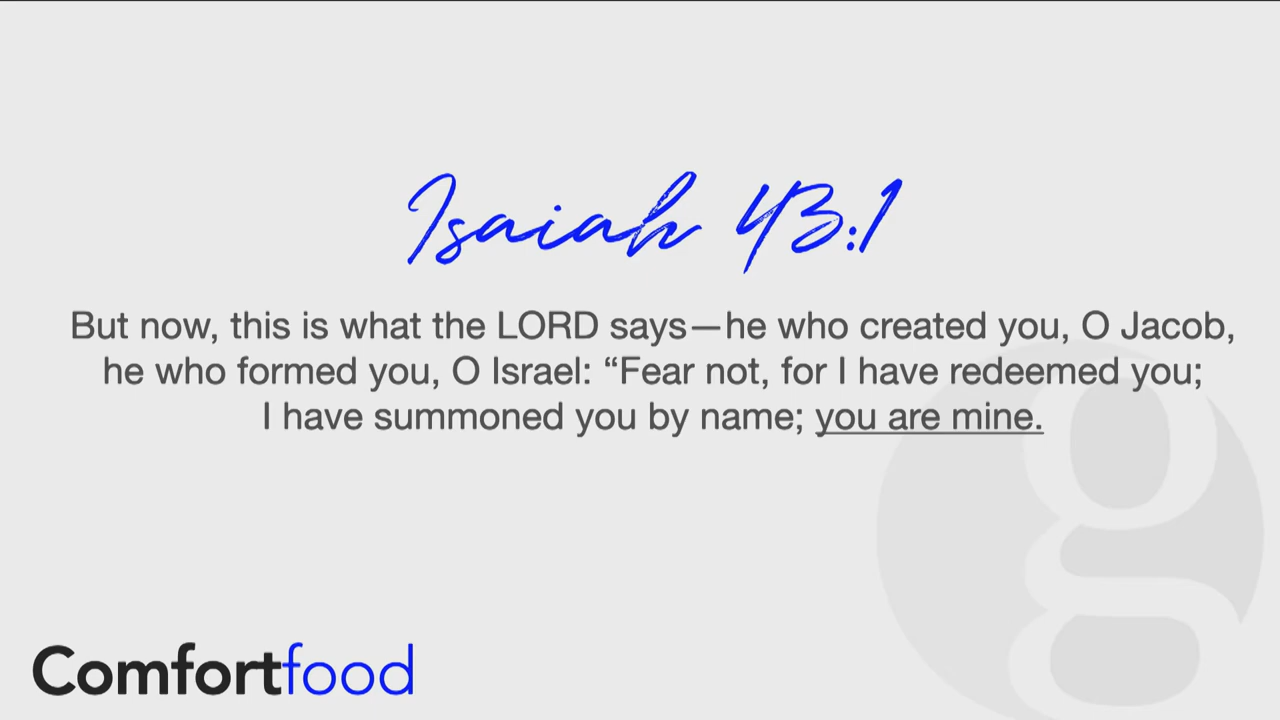 Isaiah 43:1
But now, this is what the LORD says—he who created you, O Jacob,
he who formed you, O Israel: “Fear not, for I have redeemed you;
I have summoned you by name; you are mine.
Comfortfood
g